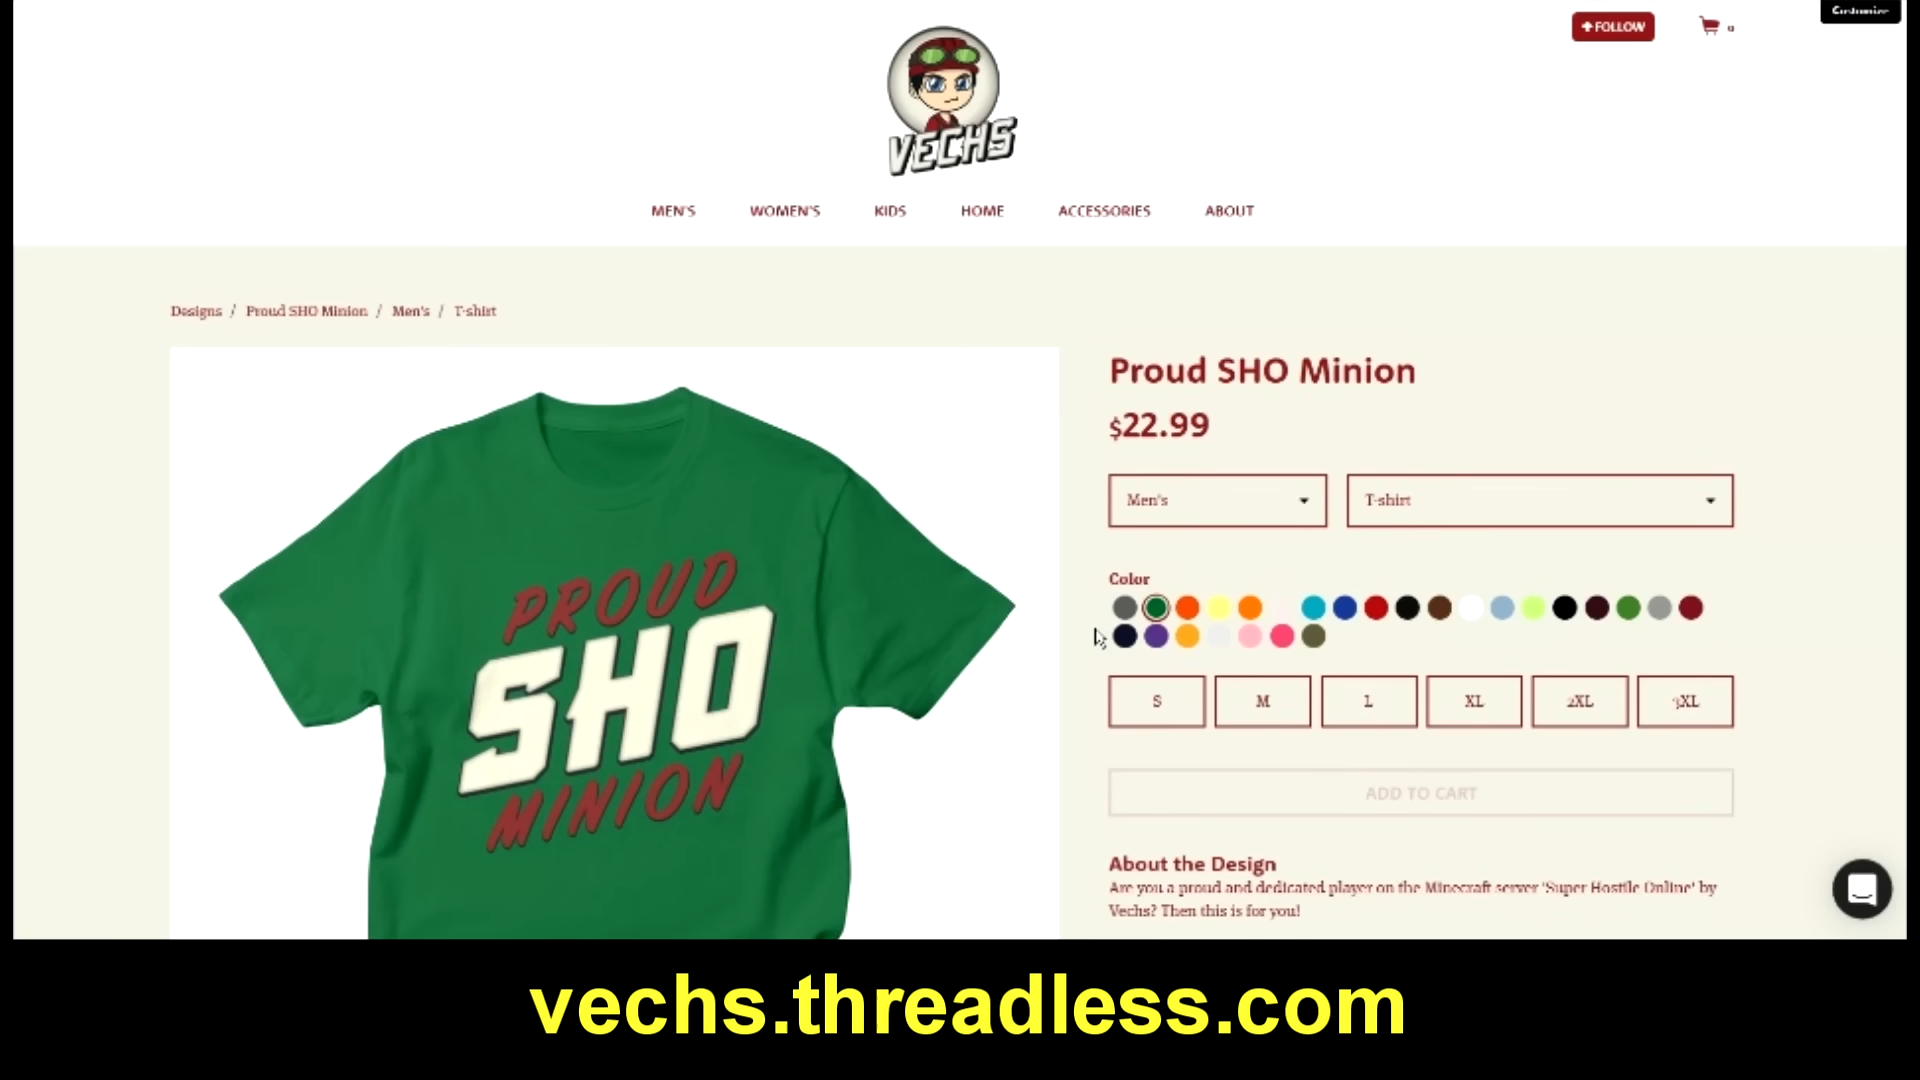 Customize
FOLLOW
0
VECHS
MEN'S WOMEN'S KIDS HOME ACCESSORIES ABOUT
Designs / Proud SHO Minion / Men's / T-shirt
Proud SHO Minion
$22.99
Men's T-shirt
PROUD
SHO
MINION
Color
S M L XL 2XL 3XL
ADD TO CART
About the Design
Are you a proud and dedicated player on the Minecraft server 'Super Hostile Online' by
Vechs? Then this is for you!
vechs.threadless.com